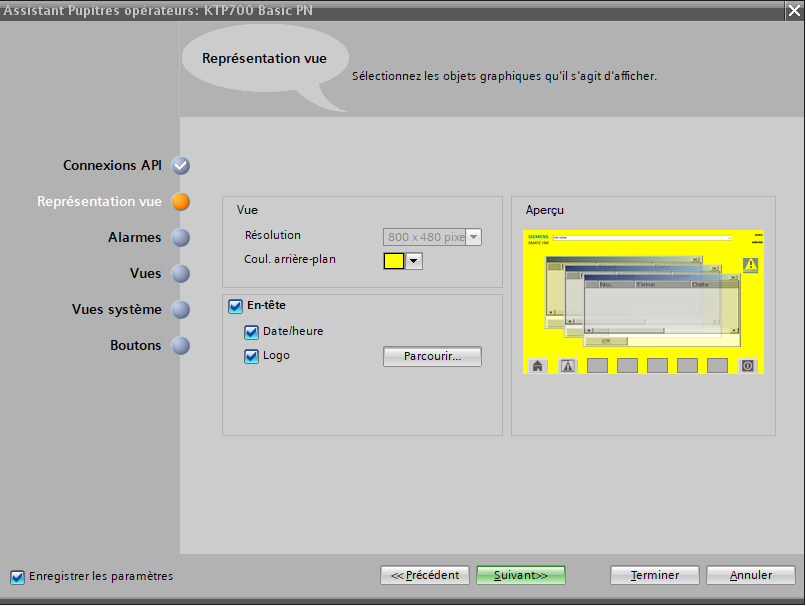 Assistant Pupitres opérateurs: KTP700 Basic PN
Représentation vue
Sélectionnez les objets graphiques qu'il s'agit d'afficher.
Connexions API
Représentation vue
Alarmes
Vues
Vues système
Boutons
Vue
Résolution
800 x 480 pixe
Coul. arrière-plan
En-tête
Date/heure
Logo
Parcourir...
Aperçu
SIEMENS
SIMATIC HMI
No.
Time
Date
Enregistrer les paramètres
<< Précédent
Suivant>>
Terminer
Annuler